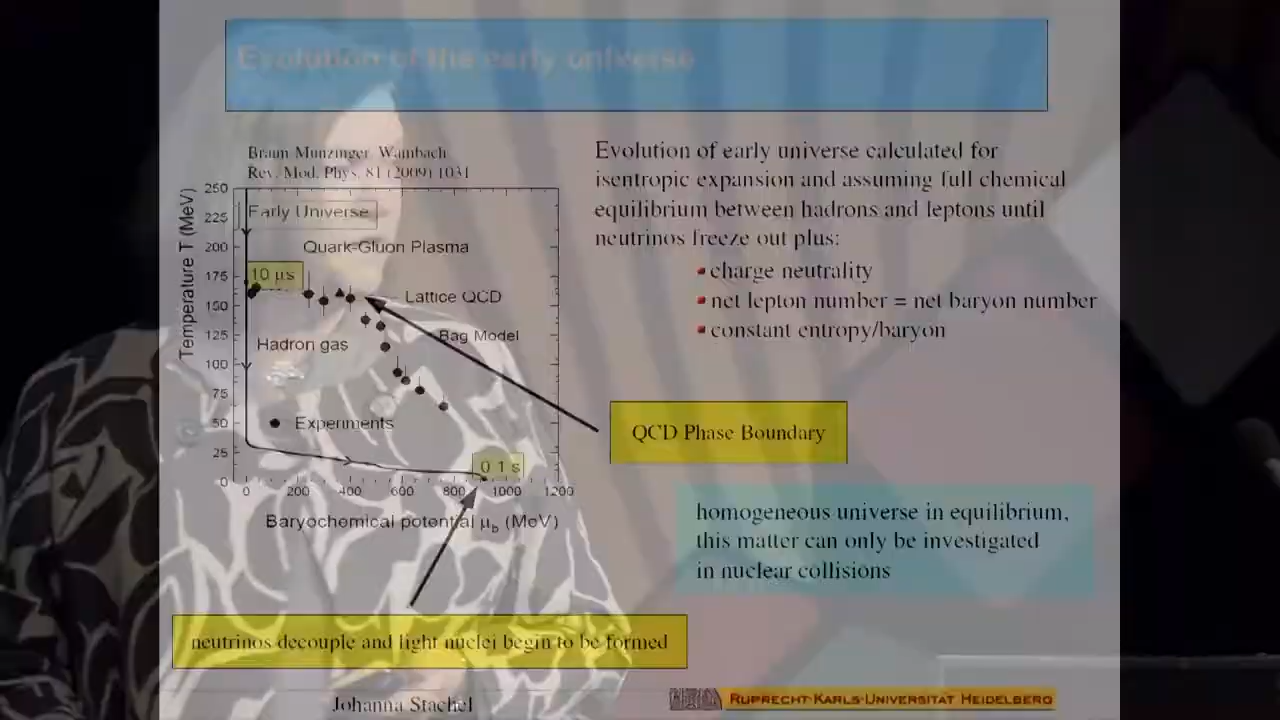 Evolution of the early universe
Braun Munzinger, Wambach
Rev. Mod. Phys. 81 (2009) 1031
Evolution of early universe calculated for
isentropic expansion and assuming full chemical
equilibrium between hadrons and leptons until
neutrinos freeze out plus:
charge neutrality
net lepton number = net baryon number
constant entropy/baryon
Temperature T (MeV)
250
225
200
175
150
125
100
75
50
25
0
Early Universe
Quark-Gluon Plasma
10 μs
Lattice QCD
Bag Model
Hadron gas
Experiments
0.1 s
0
200
400
600
800
1000
1200
Baryochemical potential μb (MeV)
QCD Phase Boundary
homogeneous universe in equilibrium,
this matter can only be investigated
in nuclear collisions
neutrinos decouple and light nuclei begin to be formed
Johanna Stachel
RUPRECHT-KARLS-UNIVERSITÄT HEIDELBERG